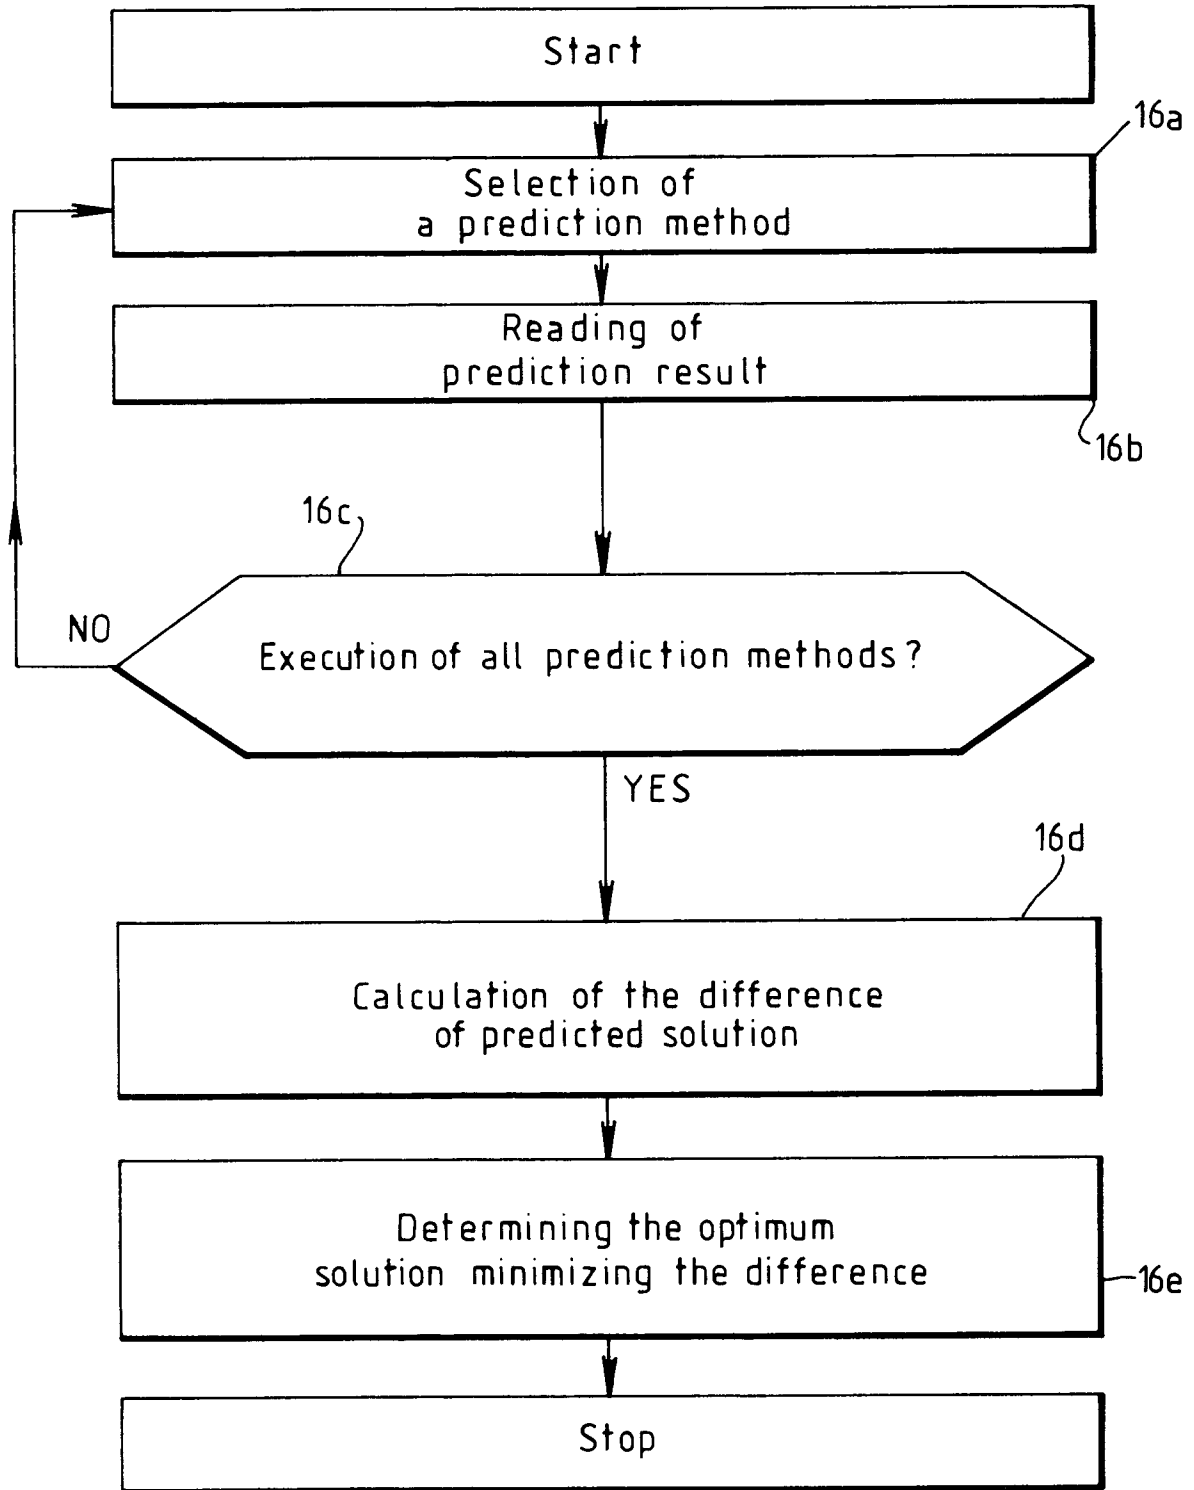 Start
16a
Selection of
a prediction method
Reading of
prediction result
16b
16c
NO
Execution of all prediction methods?
YES
16d
Calculation of the difference
of predicted solution
Determining the optimum
solution minimizing the difference
16e
Stop